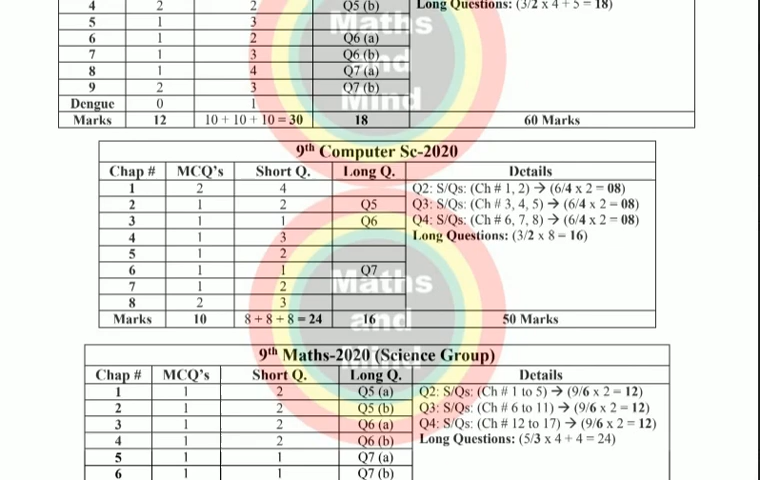 4 2 2 Q5 (b) Long Questions: (3/2 x 4 + 5 = 18)
5 1 3
6 1 2 Q6 (a)
7 1 3 Q6 (b)
8 1 4 Q7 (a)
9 2 3 Q7 (b)
Dengue 0 1
Marks 12 10 + 10 + 10 = 30 18 60 Marks
Maths
and
Mind
9th Computer Sc-2020
Chap # MCQ's Short Q. Long Q. Details
1 2 4 Q2: S/Qs: (Ch # 1, 2) → (6/4 x 2 = 08)
2 1 2 Q5 Q3: S/Qs: (Ch # 3, 4, 5) → (6/4 x 2 = 08)
3 1 1 Q6 Q4: S/Qs: (Ch # 6, 7, 8) → (6/4 x 2 = 08)
4 1 3 Long Questions: (3/2 x 8 = 16)
5 1 2
6 1 1 Q7
7 1 2
8 2 3
Marks 10 8 + 8 + 8 = 24 16 50 Marks
Maths
and
Mind
9th Maths-2020 (Science Group)
Chap # MCQ's Short Q. Long Q. Details
1 1 2 Q5 (a) Q2: S/Qs: (Ch # 1 to 5) → (9/6 x 2 = 12)
2 1 2 Q5 (b) Q3: S/Qs: (Ch # 6 to 11) → (9/6 x 2 = 12)
3 1 2 Q6 (a) Q4: S/Qs: (Ch # 12 to 17) → (9/6 x 2 = 12)
4 1 2 Q6 (b) Long Questions: (5/3 x 4 + 4 = 24)
5 1 1 Q7 (a)
6 1 1 Q7 (b)